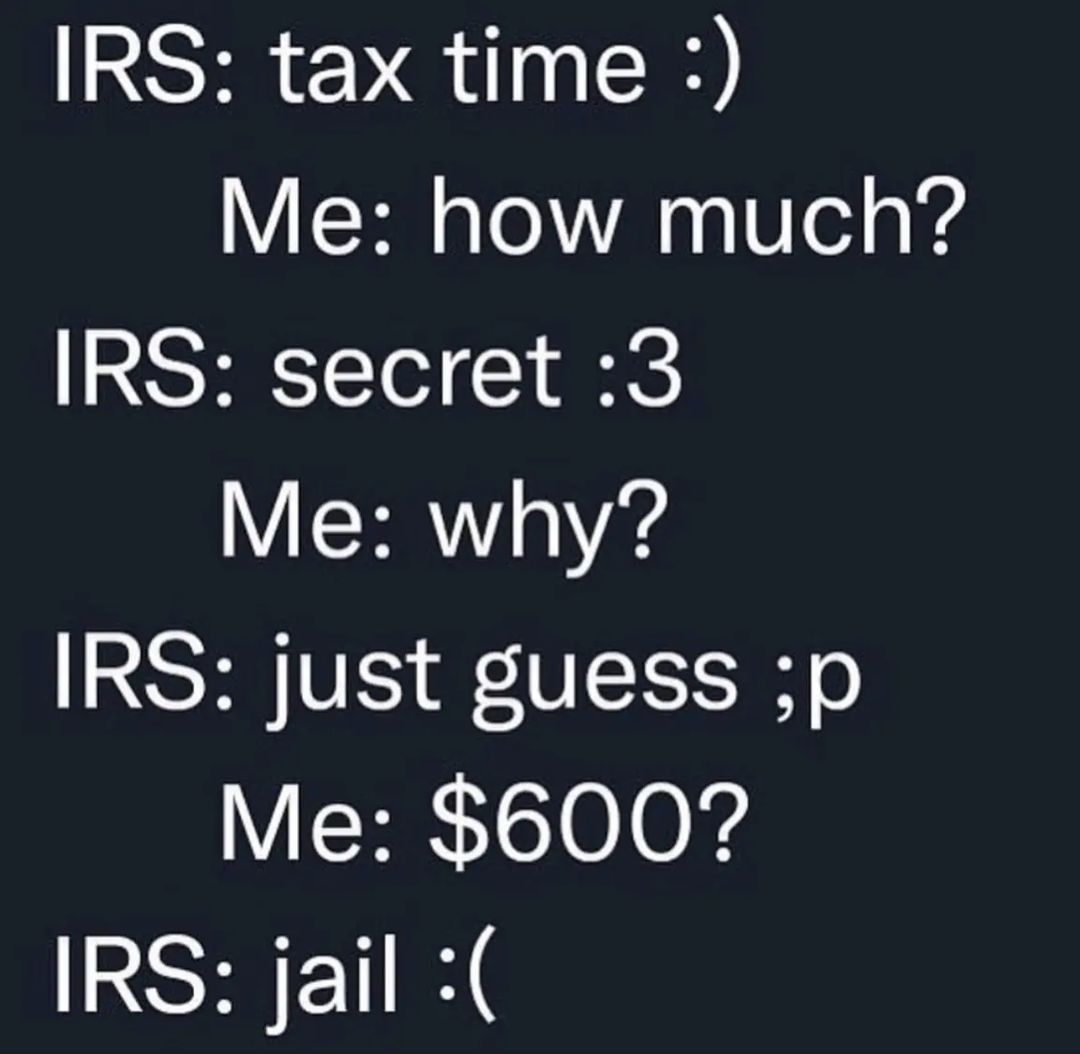 IRS: tax time :)
Me: how much?
IRS: secret :3
Me: why?
IRS: just guess ;p
Me: $600?
IRS: jail :(